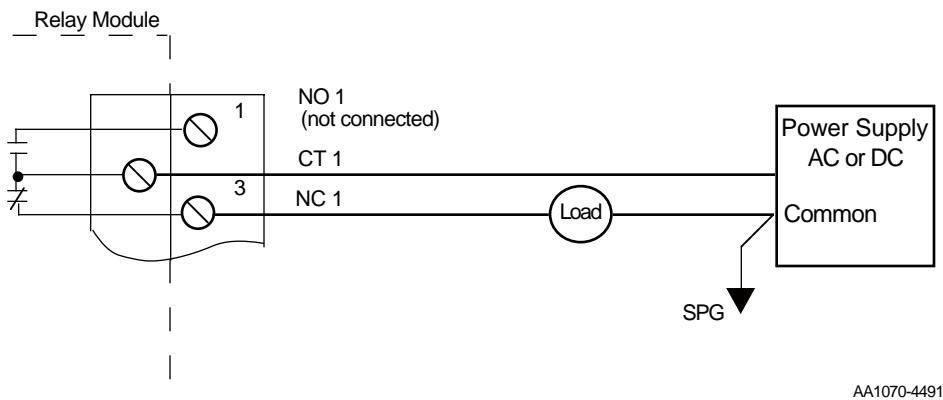 Relay Module
1
NO 1
(not connected)
CT 1
3
NC 1
Load
Power Supply
AC or DC
Common
SPG
AA1070-4491